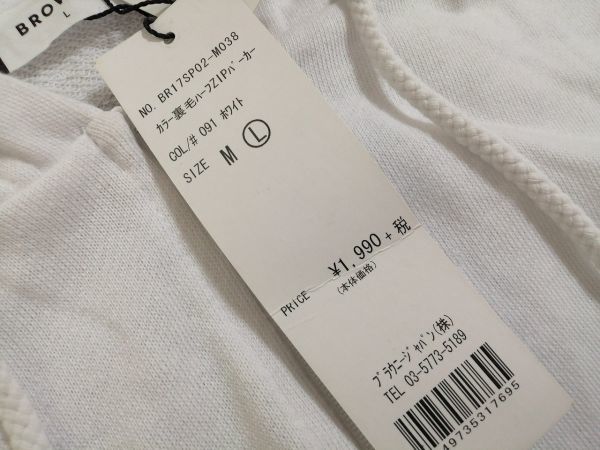 BROW
L
NO. BR17SP02-M038
カラー裏毛ハーフZIPパーカー
COL/# 091 ホワイト
SIZE M L
PRICE ¥1,990 + 税
(本体価格)
ブラウニージャパン(株)
TEL 03-5773-5189
49735317695